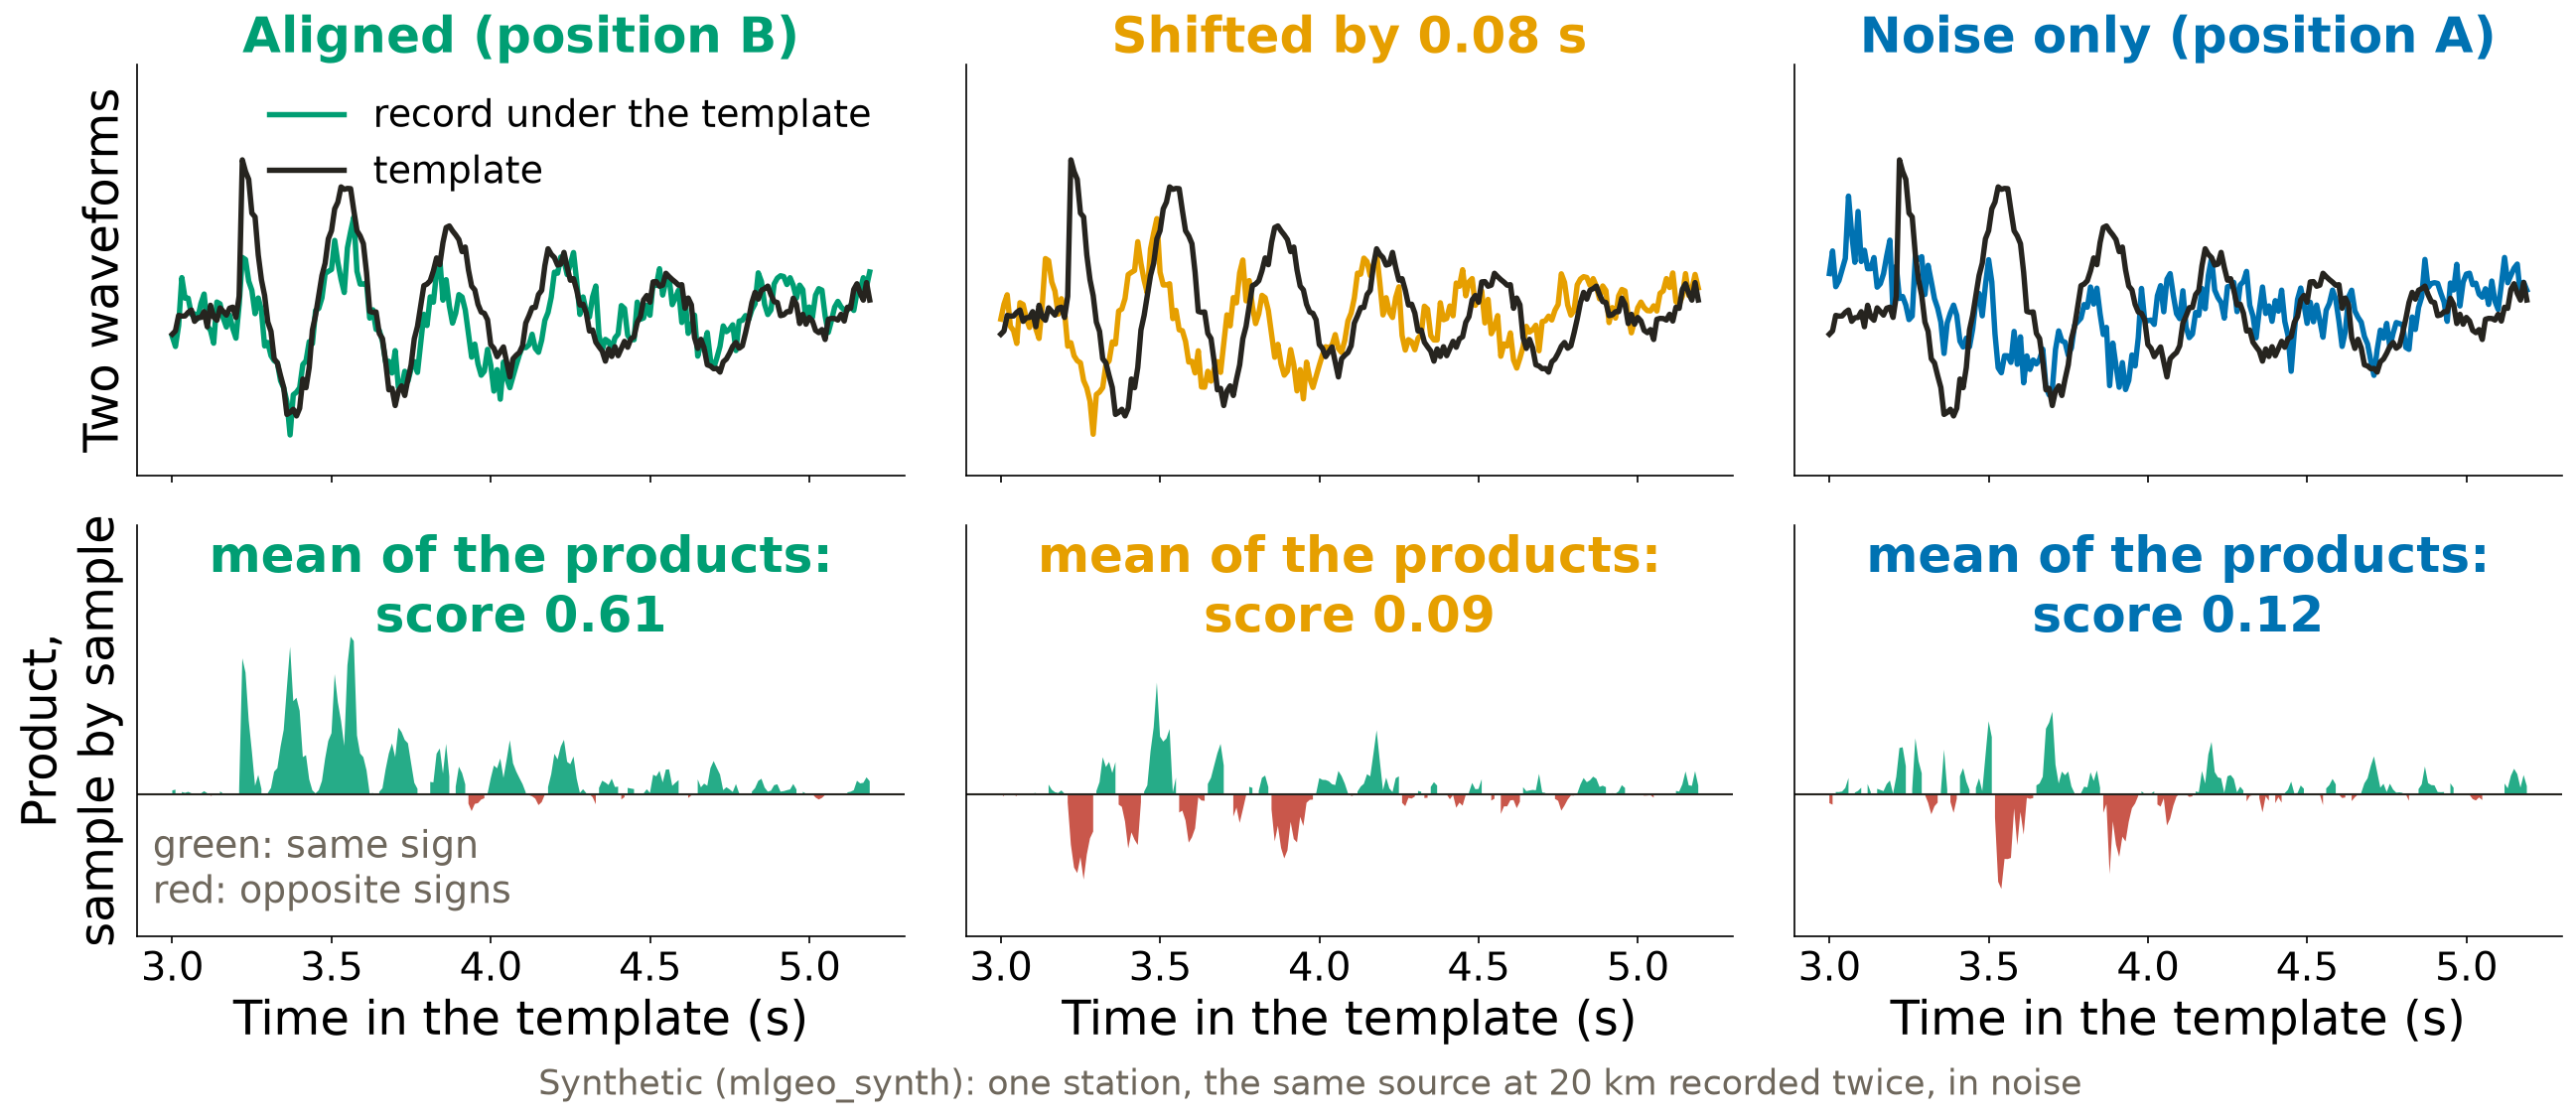 Aligned (position B)
Shifted by 0.08 s
Noise only (position A)
Two waveforms
record under the template
template
Product,
sample by sample
mean of the products:
score 0.61
mean of the products:
score 0.09
mean of the products:
score 0.12
green: same sign
red: opposite signs
3.0 3.5 4.0 4.5 5.0
3.0 3.5 4.0 4.5 5.0
3.0 3.5 4.0 4.5 5.0
Time in the template (s)
Time in the template (s)
Time in the template (s)
Synthetic (mlgeo_synth): one station, the same source at 20 km recorded twice, in noise